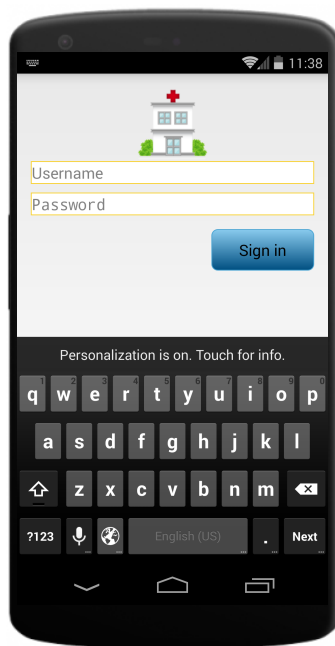 11:38
Username
Password
Sign in
Personalization is on. Touch for info.
1 2 3 4 5 6 7 8 9 0
q w e r t y u i o p
a s d f g h j k l
z x c v b n m
?123 English (US) . Next